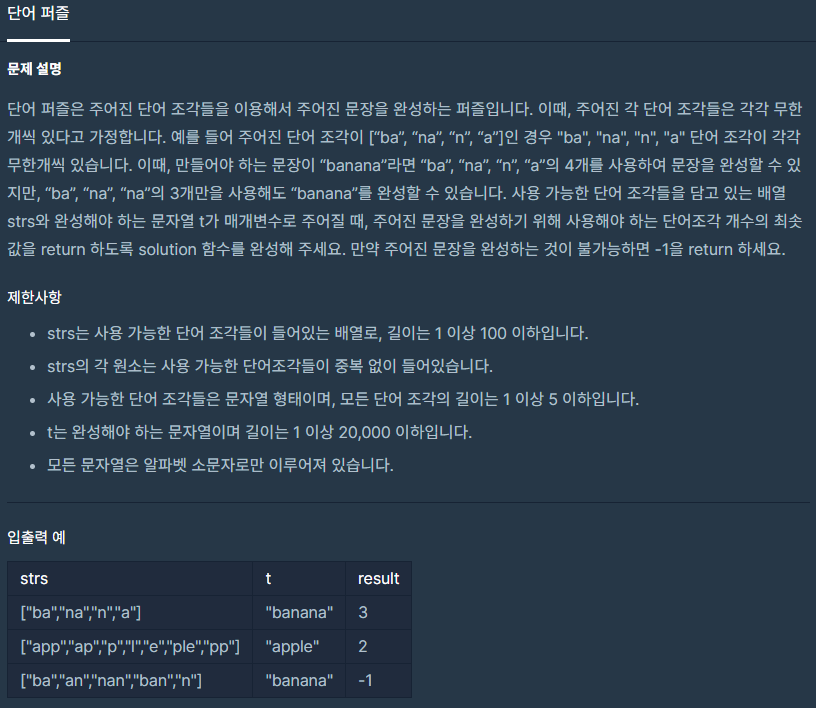 단어 퍼즐
문제 설명
단어 퍼즐은 주어진 단어 조각들을 이용해서 주어진 문장을 완성하는 퍼즐입니다. 이때, 주어진 각 단어 조각들은 각각 무한
개씩 있다고 가정합니다. 예를 들어 주어진 단어 조각이 [“ba”, “na”, “n”, “a”]인 경우 "ba", "na", "n", "a" 단어 조각이 각각
무한개씩 있습니다. 이때, 만들어야 하는 문장이 “banana”라면 “ba”, “na”, “n”, “a”의 4개를 사용하여 문장을 완성할 수 있
지만, “ba”, “na”, “na”의 3개만을 사용해도 “banana”를 완성할 수 있습니다. 사용 가능한 단어 조각들을 담고 있는 배열
strs와 완성해야 하는 문자열 t가 매개변수로 주어질 때, 주어진 문장을 완성하기 위해 사용해야 하는 단어조각 개수의 최솟
값을 return 하도록 solution 함수를 완성해 주세요. 만약 주어진 문장을 완성하는 것이 불가능하면 -1을 return 하세요.
제한사항
• strs는 사용 가능한 단어 조각들이 들어있는 배열로, 길이는 1 이상 100 이하입니다.
• strs의 각 원소는 사용 가능한 단어조각들이 중복 없이 들어있습니다.
• 사용 가능한 단어 조각들은 문자열 형태이며, 모든 단어 조각의 길이는 1 이상 5 이하입니다.
• t는 완성해야 하는 문자열이며 길이는 1 이상 20,000 이하입니다.
• 모든 문자열은 알파벳 소문자로만 이루어져 있습니다.
입출력 예
strs t result
["ba","na","n","a"] "banana" 3
["app","ap","p","l","e","ple","pp"] "apple" 2
["ba","an","nan","ban","n"] "banana" -1